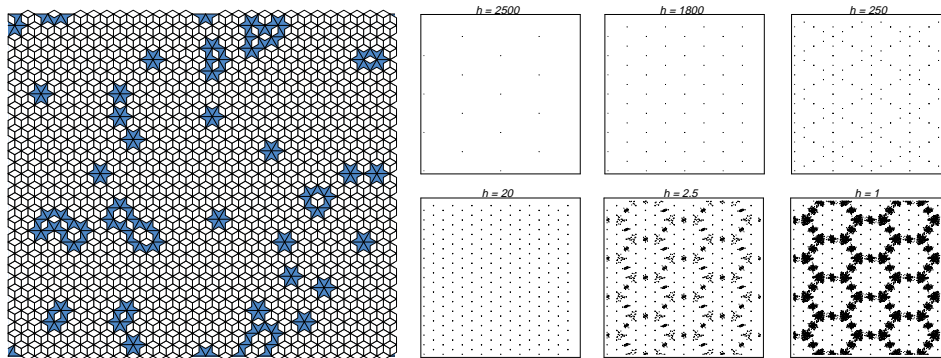 h = 2500
h = 1800
h = 250
h = 20
h = 2.5
h = 1